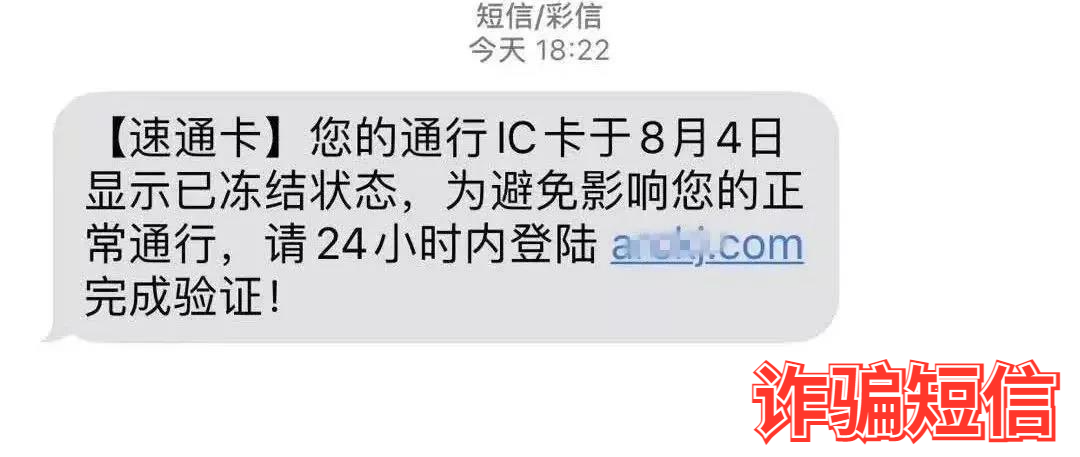 短信/彩信
今天 18:22
【速通卡】您的通行IC卡于8月4日
显示已冻结状态，为避免影响您的正
常通行，请24小时内登陆 .com
完成验证！
诈骗短信